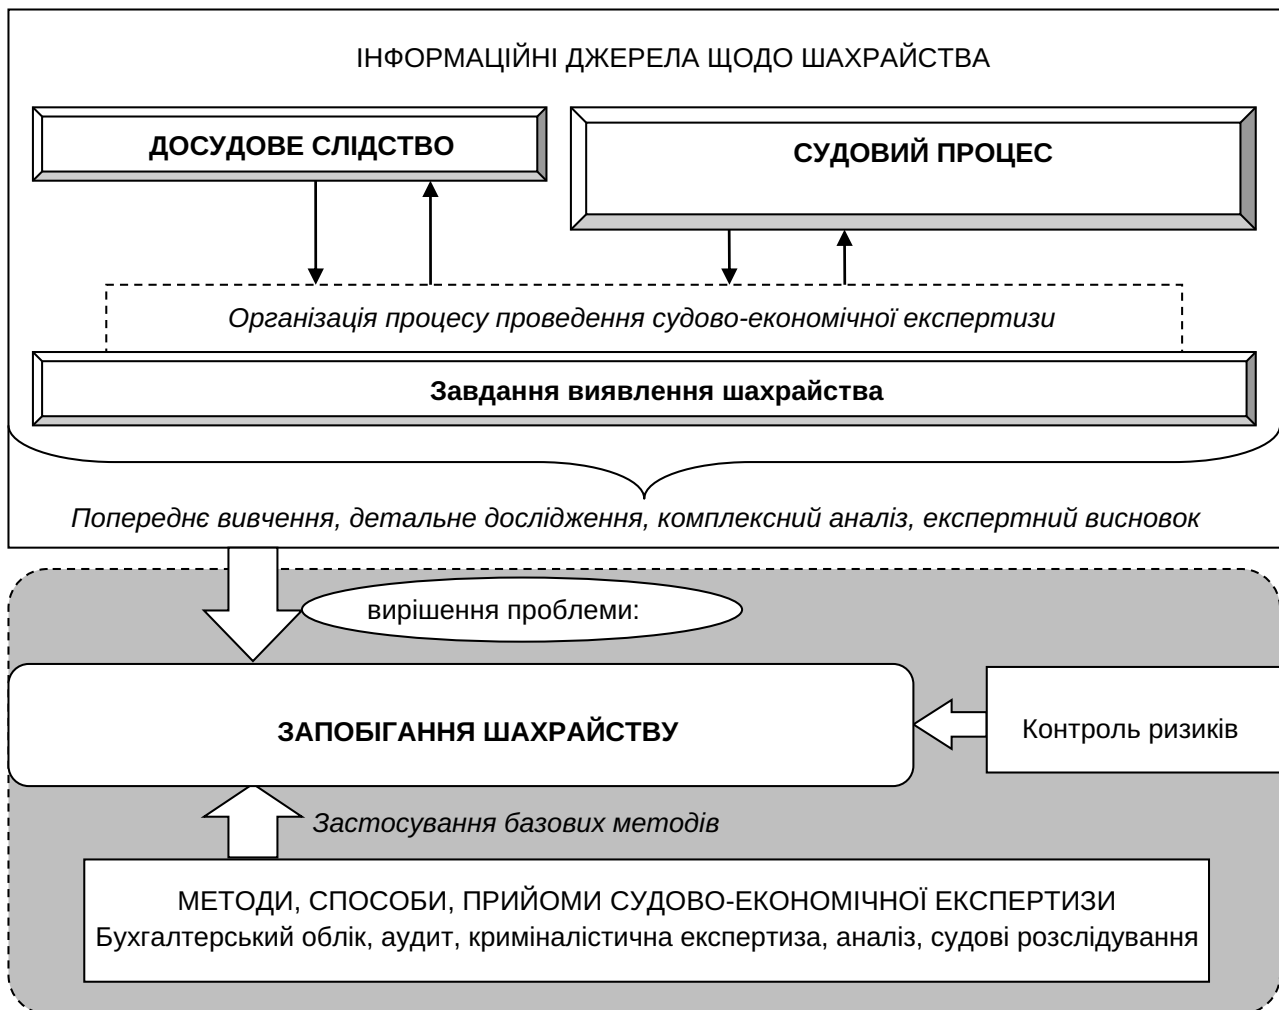 ІНФОРМАЦІЙНІ ДЖЕРЕЛА ЩОДО ШАХРАЙСТВА
ДОСУДОВЕ СЛІДСТВО
СУДОВИЙ ПРОЦЕС
Організація процесу проведення судово-економічної експертизи
Завдання виявлення шахрайства
Попереднє вивчення, детальне дослідження, комплексний аналіз, експертний висновок
вирішення проблеми:
ЗАПОБІГАННЯ ШАХРАЙСТВУ
Контроль ризиків
Застосування базових методів
МЕТОДИ, СПОСОБИ, ПРИЙОМИ СУДОВО-ЕКОНОМІЧНОЇ ЕКСПЕРТИЗИ
Бухгалтерський облік, аудит, криміналістична експертиза, аналіз, судові розслідування